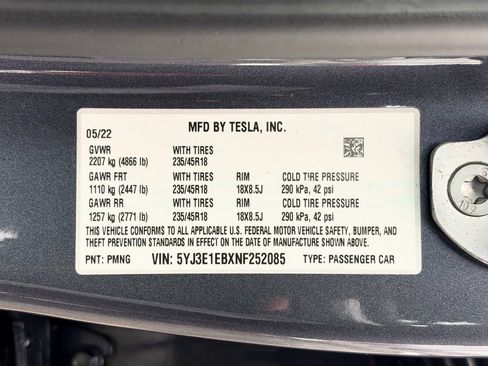 MFD BY TESLA, INC.
05/22
GVWR WITH TIRES
2207 kg (4866 lb) 235/45R18
GAWR FRT WITH TIRES RIM COLD TIRE PRESSURE
1110 kg (2447 lb) 235/45R18 18X8.5J 290 kPa, 42 psi
GAWR RR WITH TIRES RIM COLD TIRE PRESSURE
1257 kg (2771 lb) 235/45R18 18X8.5J 290 kPa, 42 psi
THIS VEHICLE CONFORMS TO ALL APPLICABLE U.S. FEDERAL MOTOR VEHICLE SAFETY, BUMPER, AND
THEFT PREVENTION STANDARDS IN EFFECT ON THE DATE OF MANUFACTURE SHOWN ABOVE.
PNT: PMNG VIN: 5YJ3E1EBXNF252085 TYPE: PASSENGER CAR